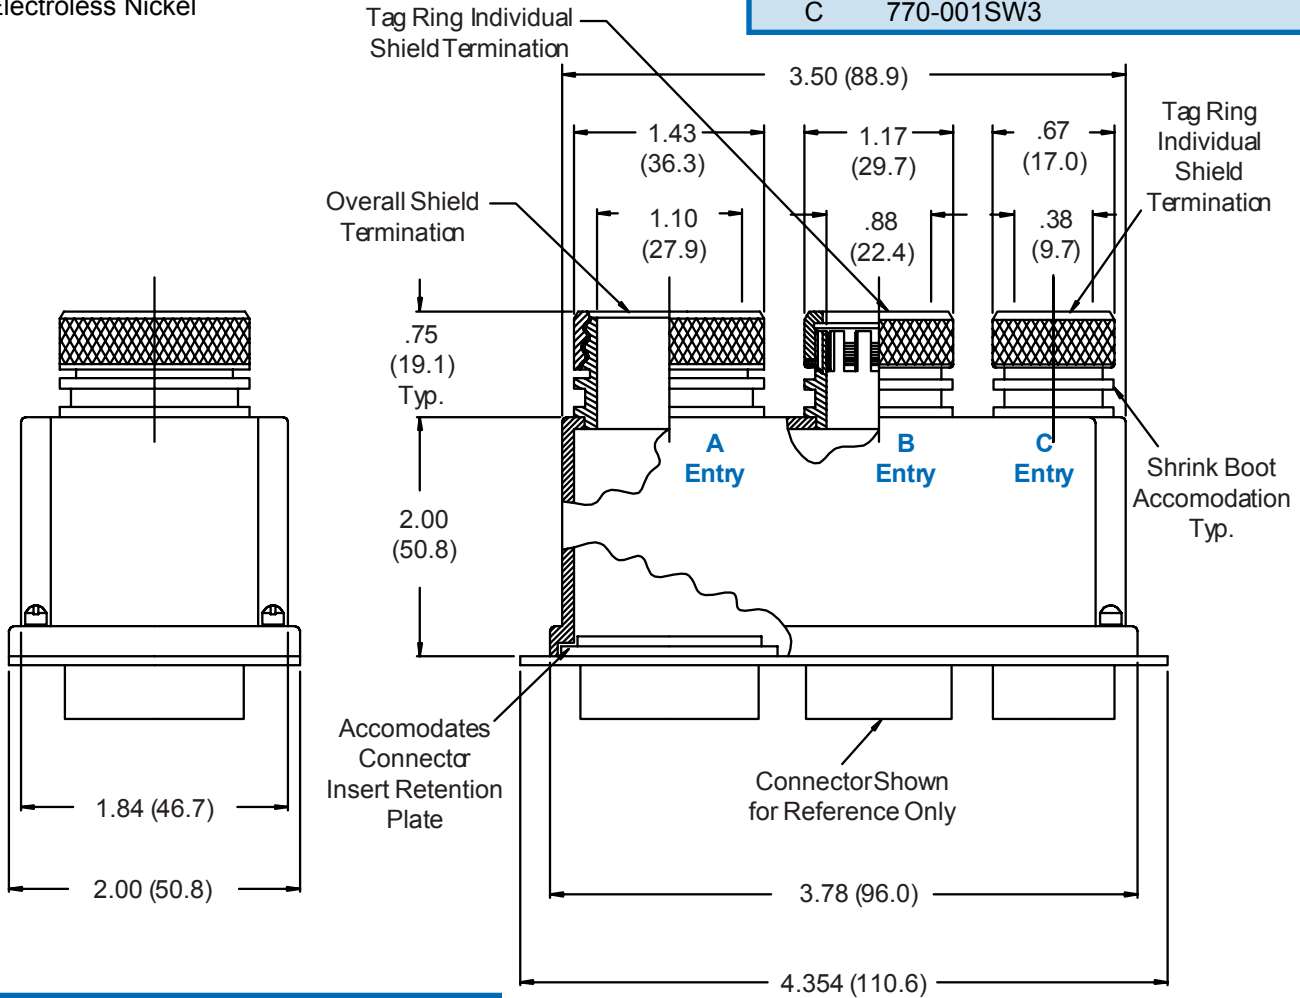 Electroless Nickel
C 770-001SW3
Tag Ring Individual
Shield Termination
3.50 (88.9)
1.43
(36.3)
1.17
(29.7)
.67
(17.0)
Tag Ring
Individual
Shield
Termination
Overall Shield
Termination
1.10
(27.9)
.88
(22.4)
.38
(9.7)
.75
(19.1)
Typ.
A
Entry
B
Entry
C
Entry
Shrink Boot
Accomodation
Typ.
2.00
(50.8)
Accomodates
Connector
Insert Retention
Plate
Connector Shown
for Reference Only
1.84 (46.7)
2.00 (50.8)
3.78 (96.0)
4.354 (110.6)